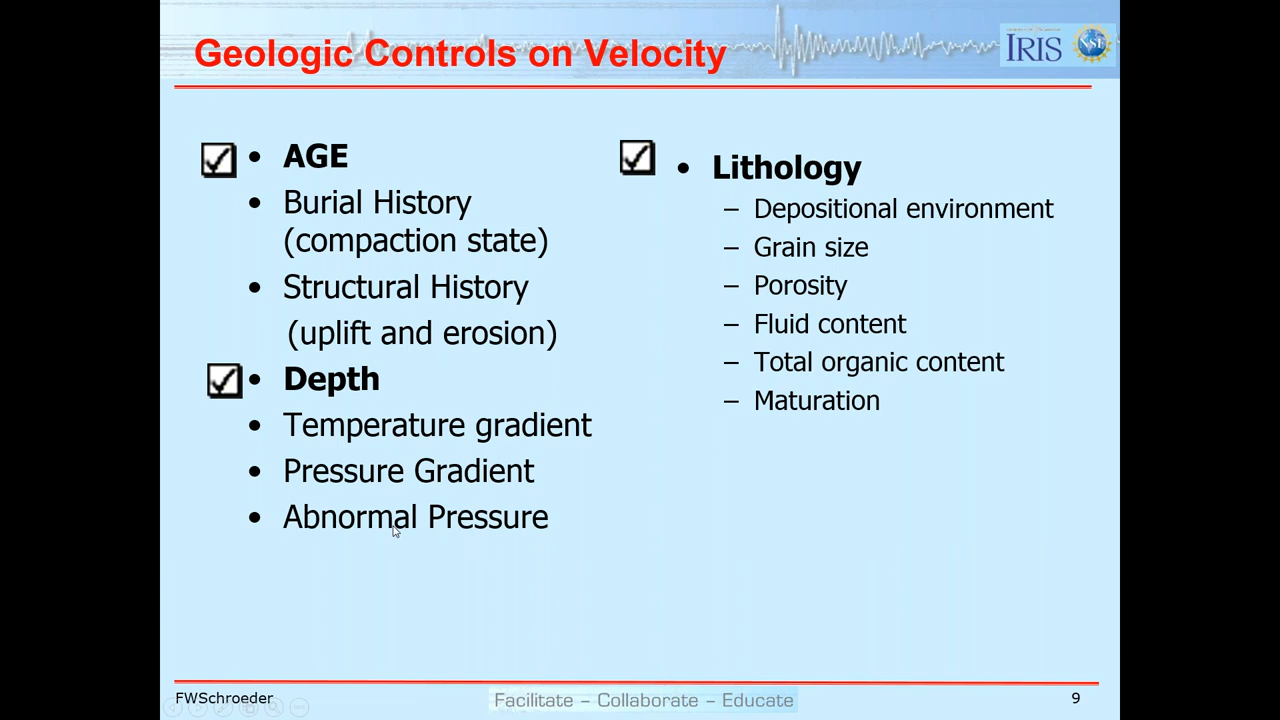 Geologic Controls on Velocity
IRIS
NSF
• AGE
• Burial History
(compaction state)
• Structural History
(uplift and erosion)
• Depth
• Temperature gradient
• Pressure Gradient
• Abnormal Pressure
• Lithology
– Depositional environment
– Grain size
– Porosity
– Fluid content
– Total organic content
– Maturation
FWSchroeder
Facilitate – Collaborate – Educate
9